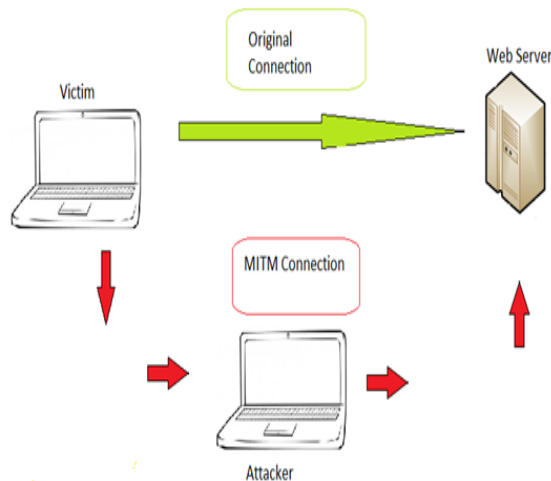 Original
Connection
Web Server
Victim
MITM Connection
Attacker